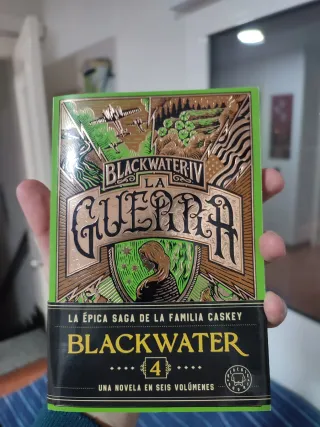 BLACKWATER IV
LA
GUERRA
LA ÉPICA SAGA DE LA FAMILIA CASKEY
BLACKWATER
4
UNA NOVELA EN SEIS VOLÚMENES